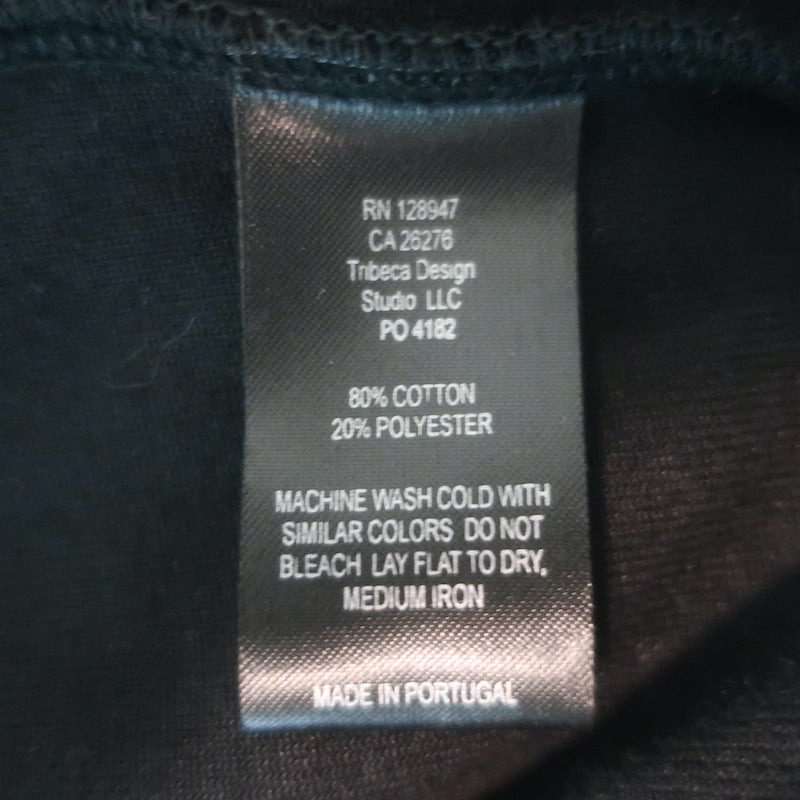 RN 128947
CA 26276
Tribeca Design
Studio LLC
PO 4182
80% COTTON
20% POLYESTER
MACHINE WASH COLD WITH
SIMILAR COLORS DO NOT
BLEACH LAY FLAT TO DRY,
MEDIUM IRON
MADE IN PORTUGAL